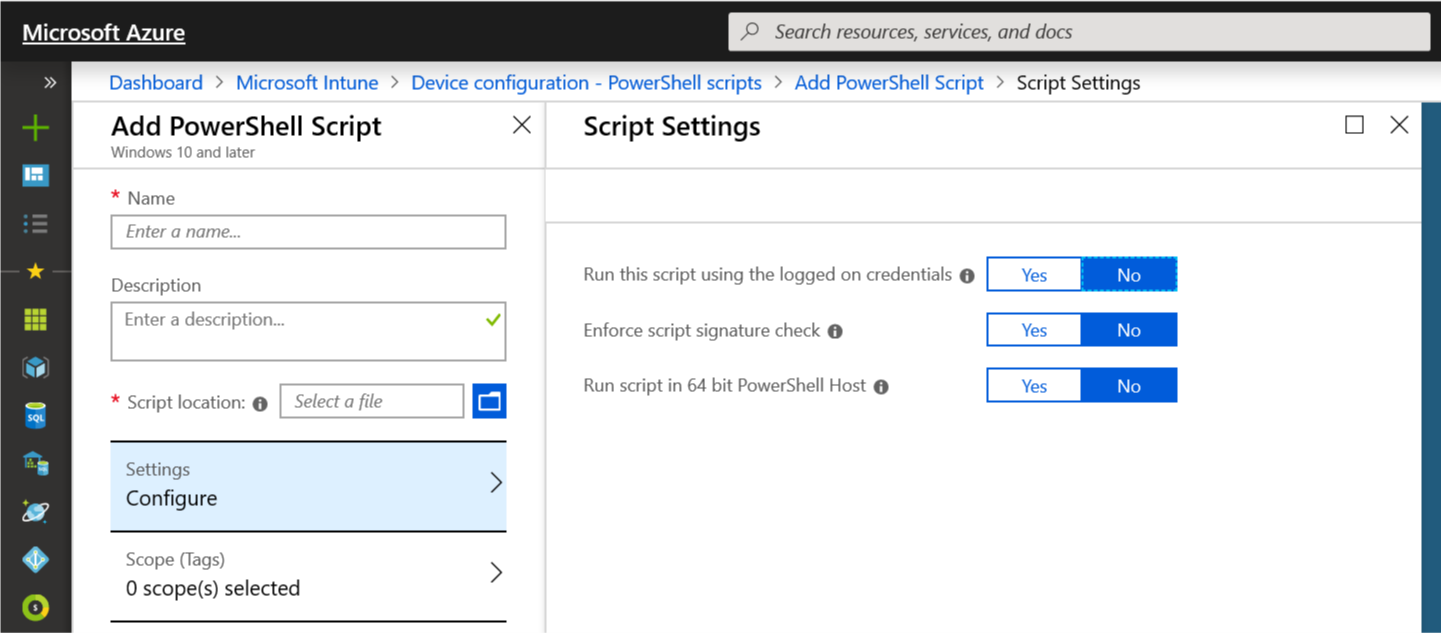 Microsoft Azure
Search resources, services, and docs
Dashboard > Microsoft Intune > Device configuration - PowerShell scripts > Add PowerShell Script > Script Settings
Add PowerShell Script
Windows 10 and later
* Name
Enter a name...
Description
Enter a description...
* Script location:
Select a file
Settings
Configure
Scope (Tags)
0 scope(s) selected
Script Settings
Run this script using the logged on credentials Yes No
Enforce script signature check Yes No
Run script in 64 bit PowerShell Host Yes No
SQL